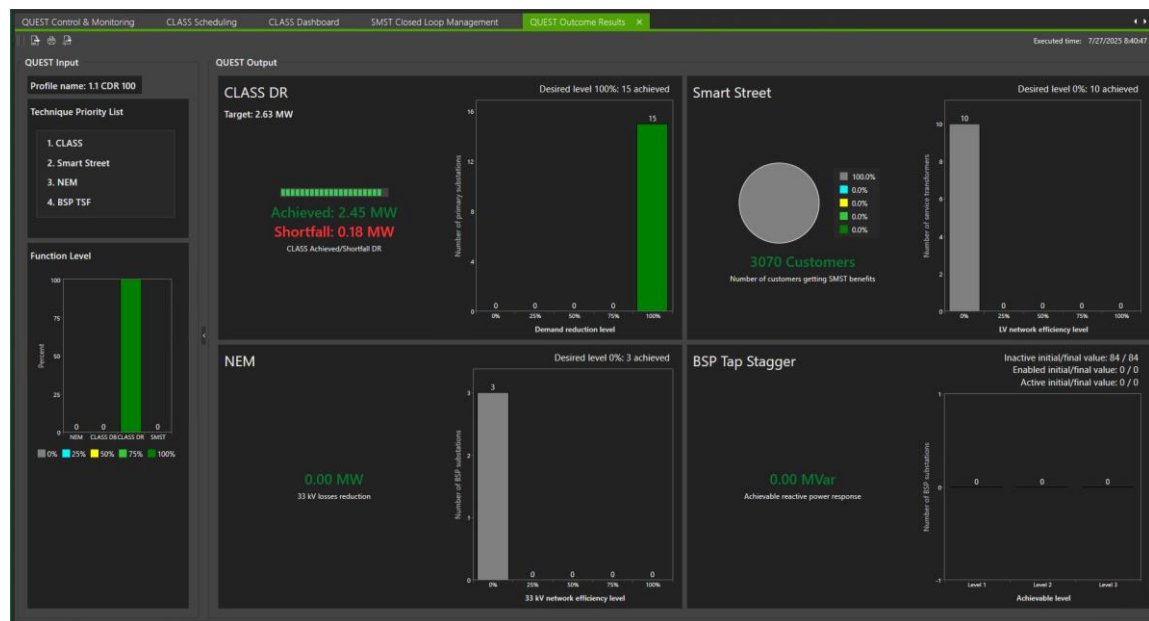 QUEST Control & Monitoring CLASS Scheduling CLASS Dashboard SMST Closed Loop Management QUEST Outcome Results ×
Executed time: 7/27/2025 8:40:47
QUEST Input
Profile name: 1.1 CDR 100
Technique Priority List
1. CLASS
2. Smart Street
3. NEM
4. BSP TSF
Function Level
Percent
100
75
50
25
0
0 0 0
NEM CLASS DB CLASS DR SMST
0% 25% 50% 75% 100%
QUEST Output
CLASS DR
Target: 2.63 MW
Desired level 100%: 15 achieved
Achieved: 2.45 MW
Shortfall: 0.18 MW
CLASS Achieved/Shortfall DR
Number of primary substations
16
12
8
4
0
0 0 0 0 15
0% 25% 50% 75% 100%
Demand reduction level
Smart Street
Desired level 0%: 10 achieved
100.0%
0.0%
0.0%
0.0%
0.0%
3070 Customers
Number of customers getting SMST benefits
Number of service transformers
10
8
6
4
2
0
10 0 0 0 0
0% 25% 50% 75% 100%
LV network efficiency level
NEM
Desired level 0%: 3 achieved
0.00 MW
33 kV losses reduction
Number of BSP substations
3
2
1
0
3 0 0 0 0
0% 25% 50% 75% 100%
33 kV network efficiency level
BSP Tap Stagger
Inactive initial/final value: 84 / 84
Enabled initial/final value: 0 / 0
Active initial/final value: 0 / 0
0.00 MVar
Achievable reactive power response
Number of BSP substations
1
0
-1
0 0 0
Level 1 Level 2 Level 3
Achievable level